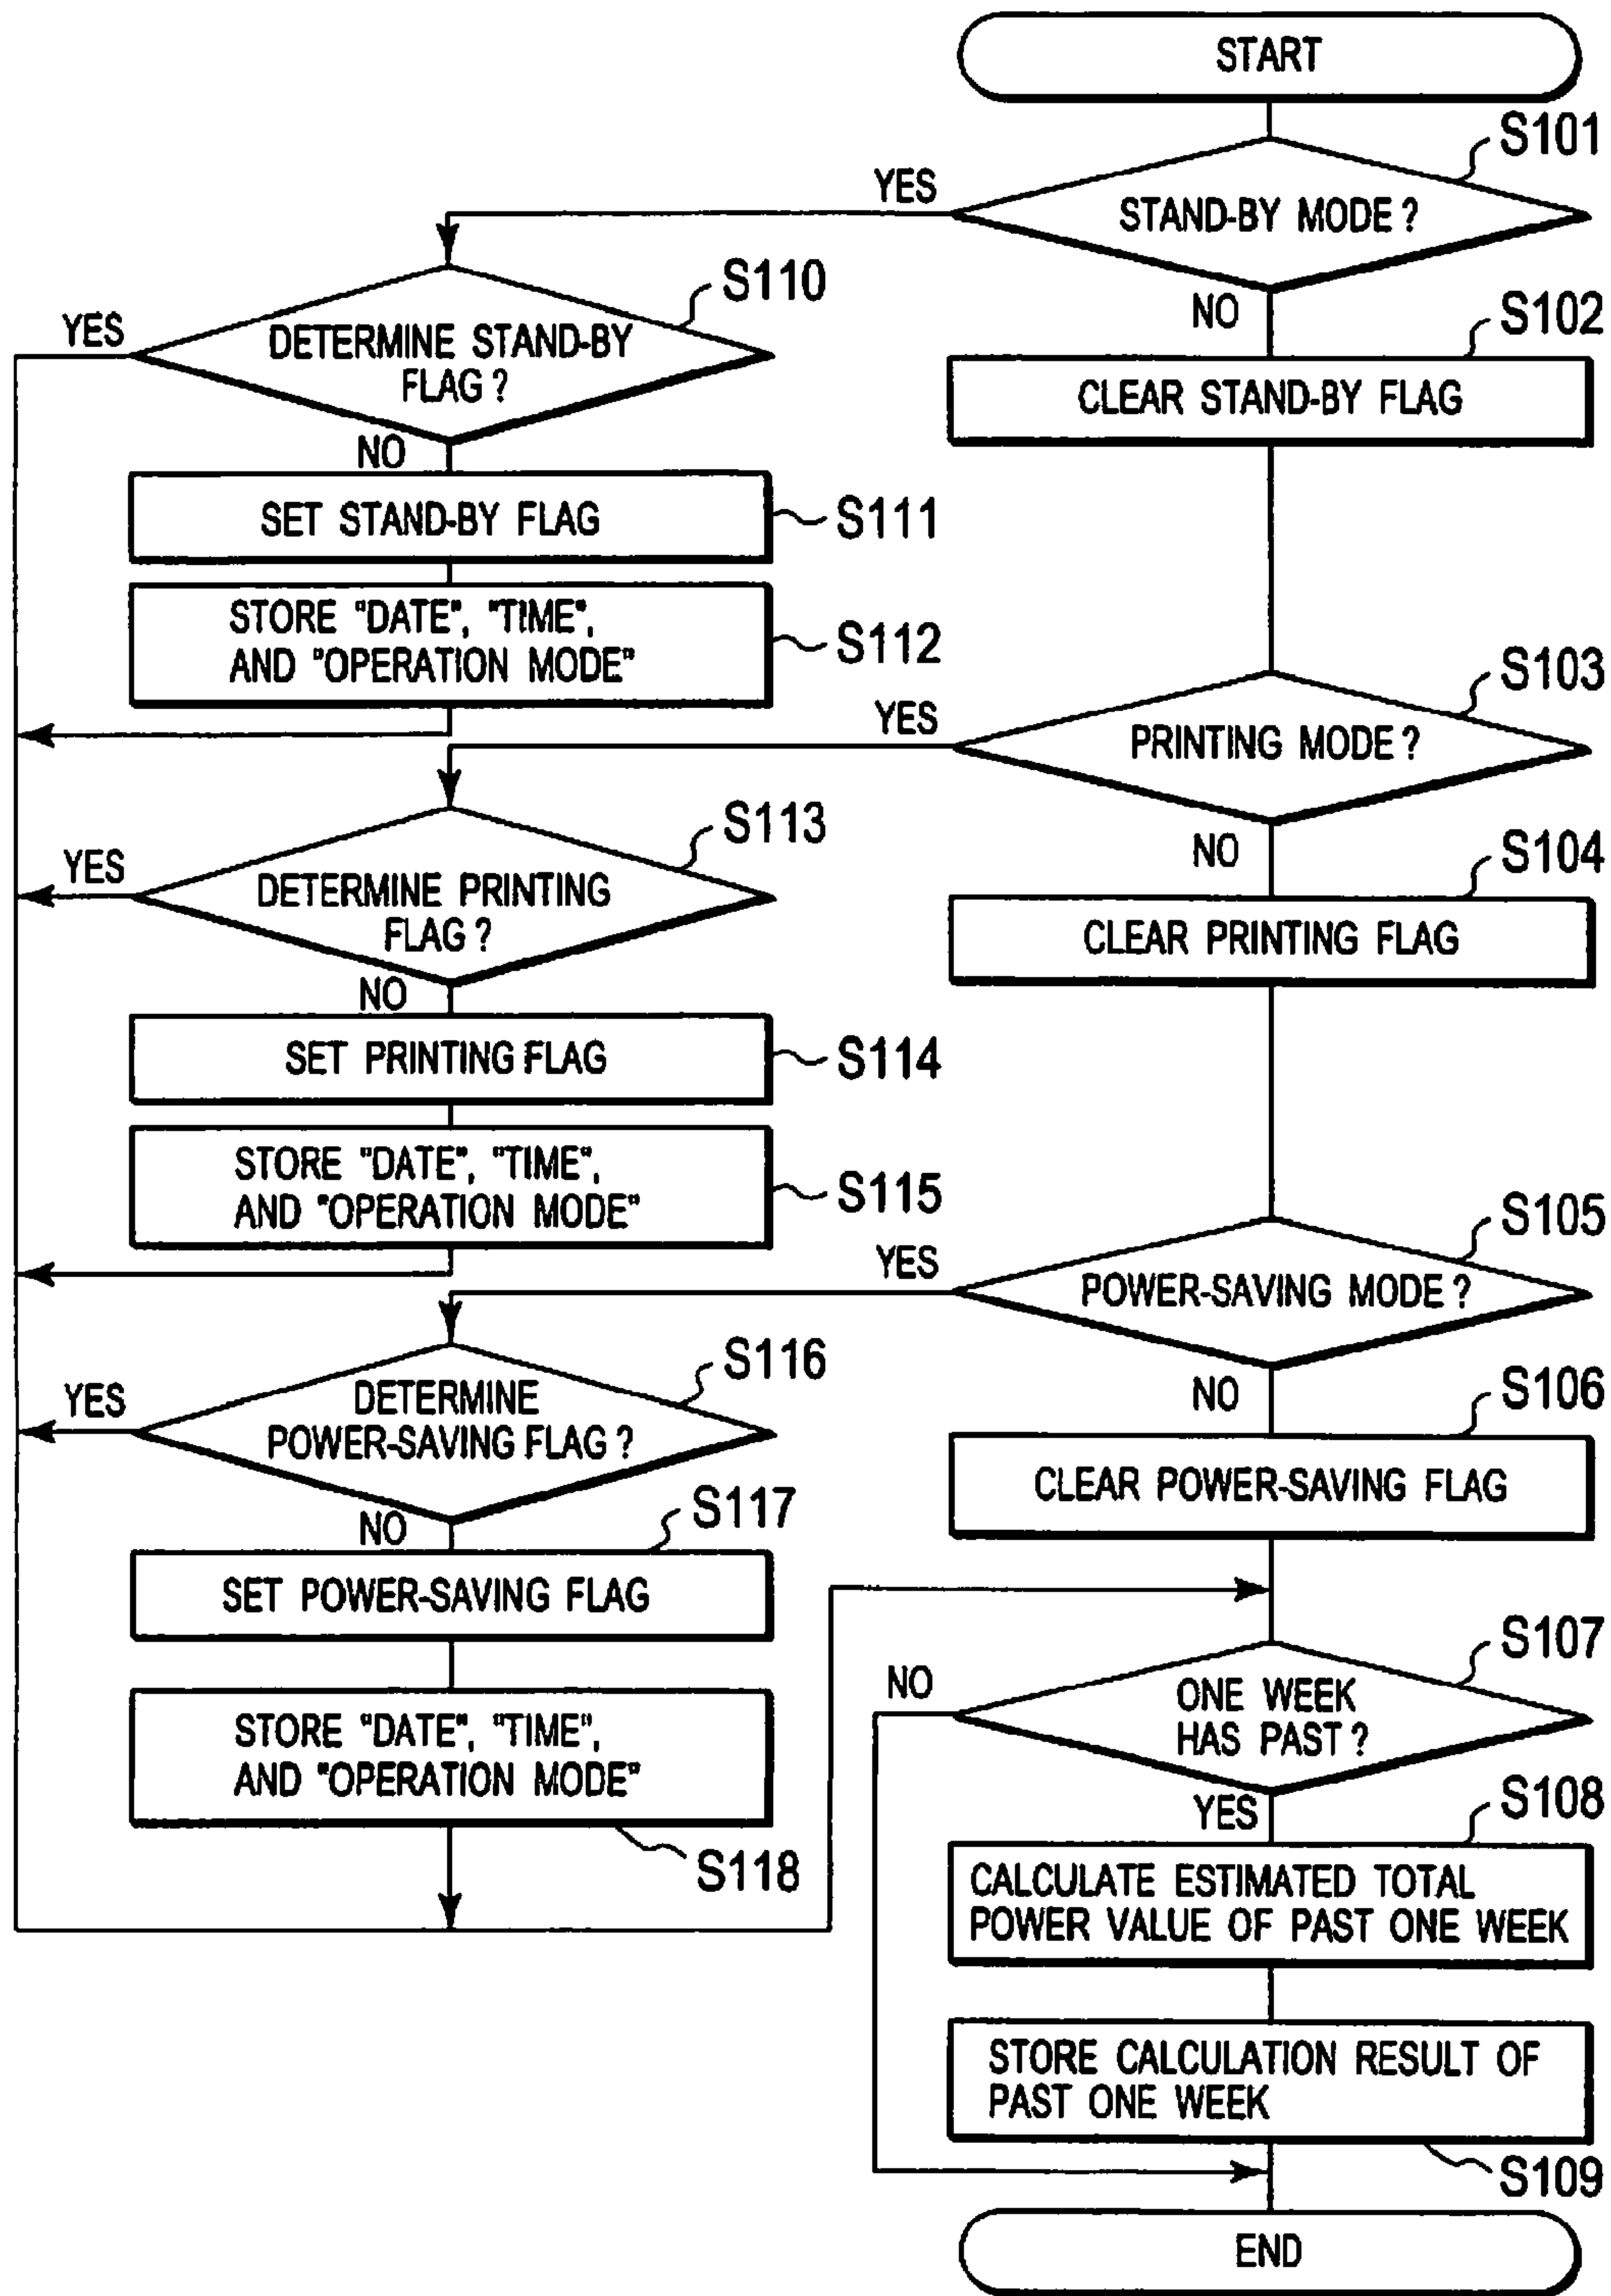 START
S101
YES
STAND-BY MODE ?
NO
S102
CLEAR STAND-BY FLAG
S110
YES
DETERMINE STAND-BY
FLAG ?
NO
SET STAND-BY FLAG
S111
STORE "DATE", "TIME",
AND "OPERATION MODE"
S112
S103
YES
PRINTING MODE ?
NO
S104
CLEAR PRINTING FLAG
S113
YES
DETERMINE PRINTING
FLAG ?
NO
SET PRINTING FLAG
S114
STORE "DATE", "TIME",
AND "OPERATION MODE"
S115
S105
YES
POWER-SAVING MODE ?
NO
S106
CLEAR POWER-SAVING FLAG
S116
YES
DETERMINE
POWER-SAVING FLAG ?
NO
S117
SET POWER-SAVING FLAG
STORE "DATE", "TIME",
AND "OPERATION MODE"
S118
S107
NO
ONE WEEK
HAS PAST ?
YES
S108
CALCULATE ESTIMATED TOTAL
POWER VALUE OF PAST ONE WEEK
STORE CALCULATION RESULT OF
PAST ONE WEEK
S109
END